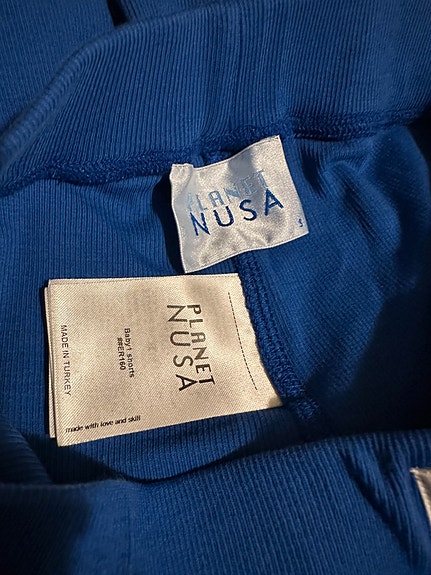 PLANET
NUSA
S
PLANET
NUSA
Baby1 shorts
##ER160
MADE IN TURKEY
made with love and skill